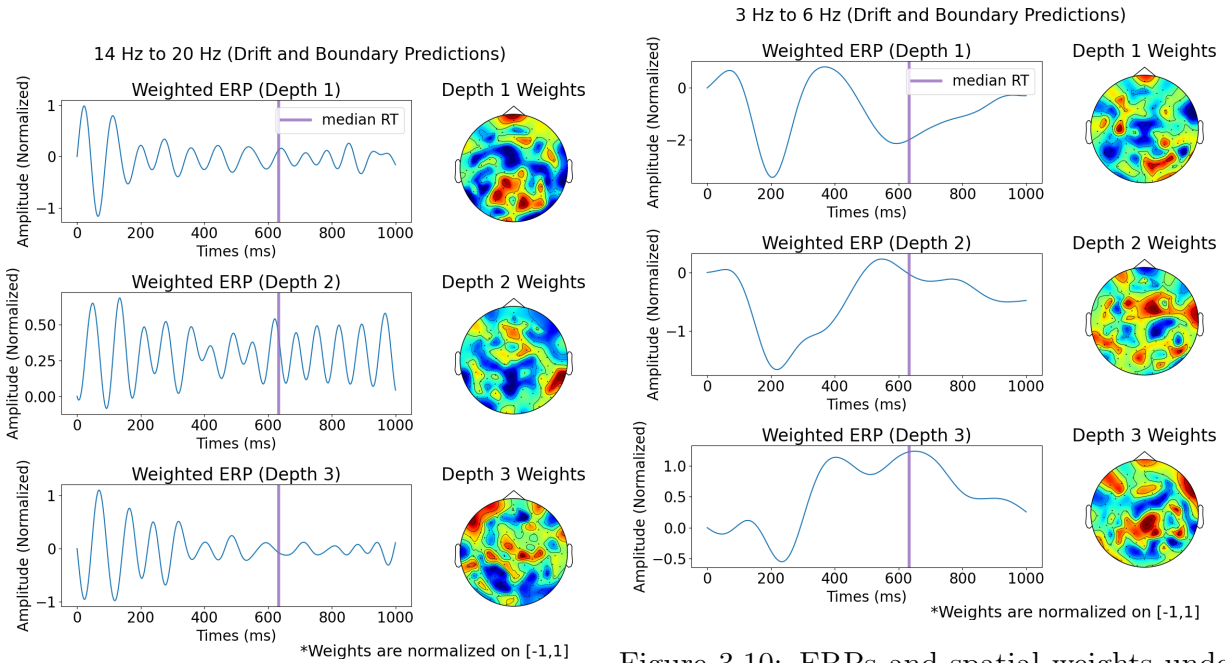 14 Hz to 20 Hz (Drift and Boundary Predictions)
Weighted ERP (Depth 1)
Depth 1 Weights
Amplitude (Normalized)
1
0
−1
median RT
0 200 400 600 800 1000
Times (ms)
Weighted ERP (Depth 2)
Depth 2 Weights
Amplitude (Normalized)
0.50
0.25
0.00
0 200 400 600 800 1000
Times (ms)
Weighted ERP (Depth 3)
Depth 3 Weights
Amplitude (Normalized)
1
0
−1
0 200 400 600 800 1000
Times (ms)
*Weights are normalized on [-1,1]
3 Hz to 6 Hz (Drift and Boundary Predictions)
Weighted ERP (Depth 1)
Depth 1 Weights
Amplitude (Normalized)
0
−2
median RT
0 200 400 600 800 1000
Times (ms)
Weighted ERP (Depth 2)
Depth 2 Weights
Amplitude (Normalized)
0
−1
0 200 400 600 800 1000
Times (ms)
Weighted ERP (Depth 3)
Depth 3 Weights
Amplitude (Normalized)
1.0
0.5
0.0
−0.5
0 200 400 600 800 1000
Times (ms)
*Weights are normalized on [-1,1]
Figure 3.10: ERPs and spatial weights unde